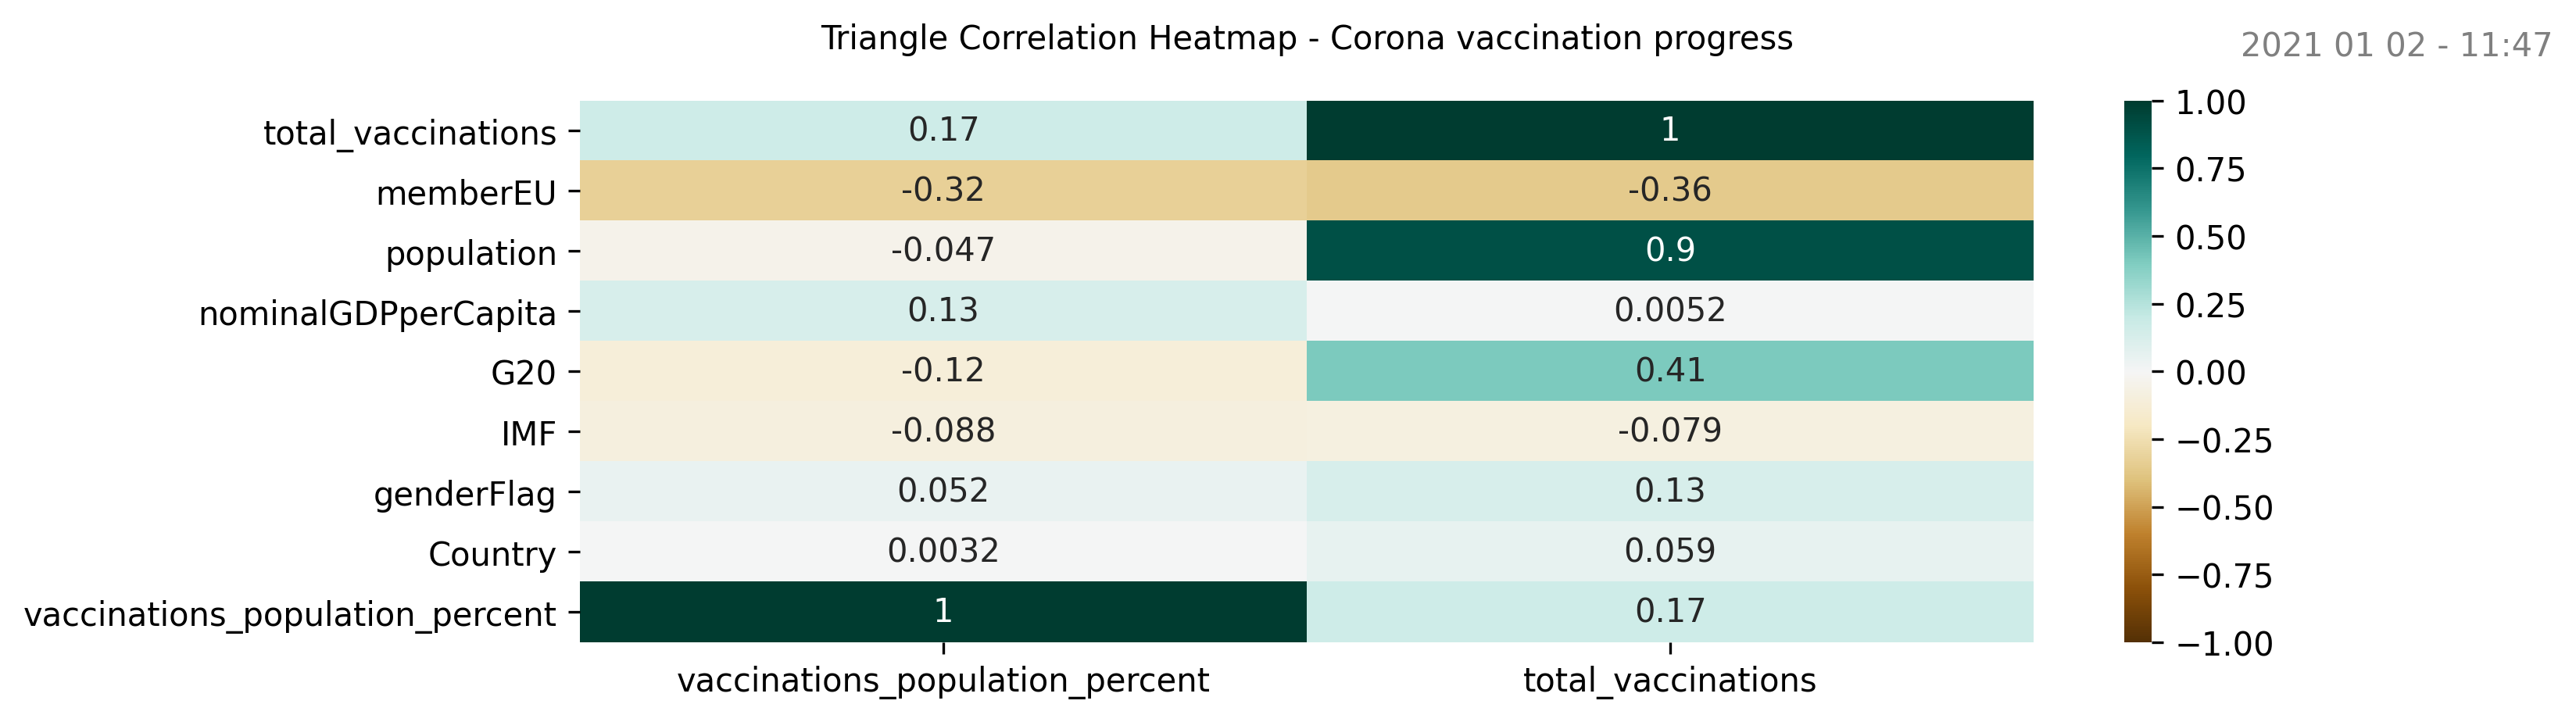 Triangle Correlation Heatmap - Corona vaccination progress
2021 01 02 - 11:47
total_vaccinations 0.17 1
memberEU -0.32 -0.36
population -0.047 0.9
nominalGDPperCapita 0.13 0.0052
G20 -0.12 0.41
IMF -0.088 -0.079
genderFlag 0.052 0.13
Country 0.0032 0.059
vaccinations_population_percent 1 0.17
vaccinations_population_percent total_vaccinations
1.00
0.75
0.50
0.25
0.00
−0.25
−0.50
−0.75
−1.00